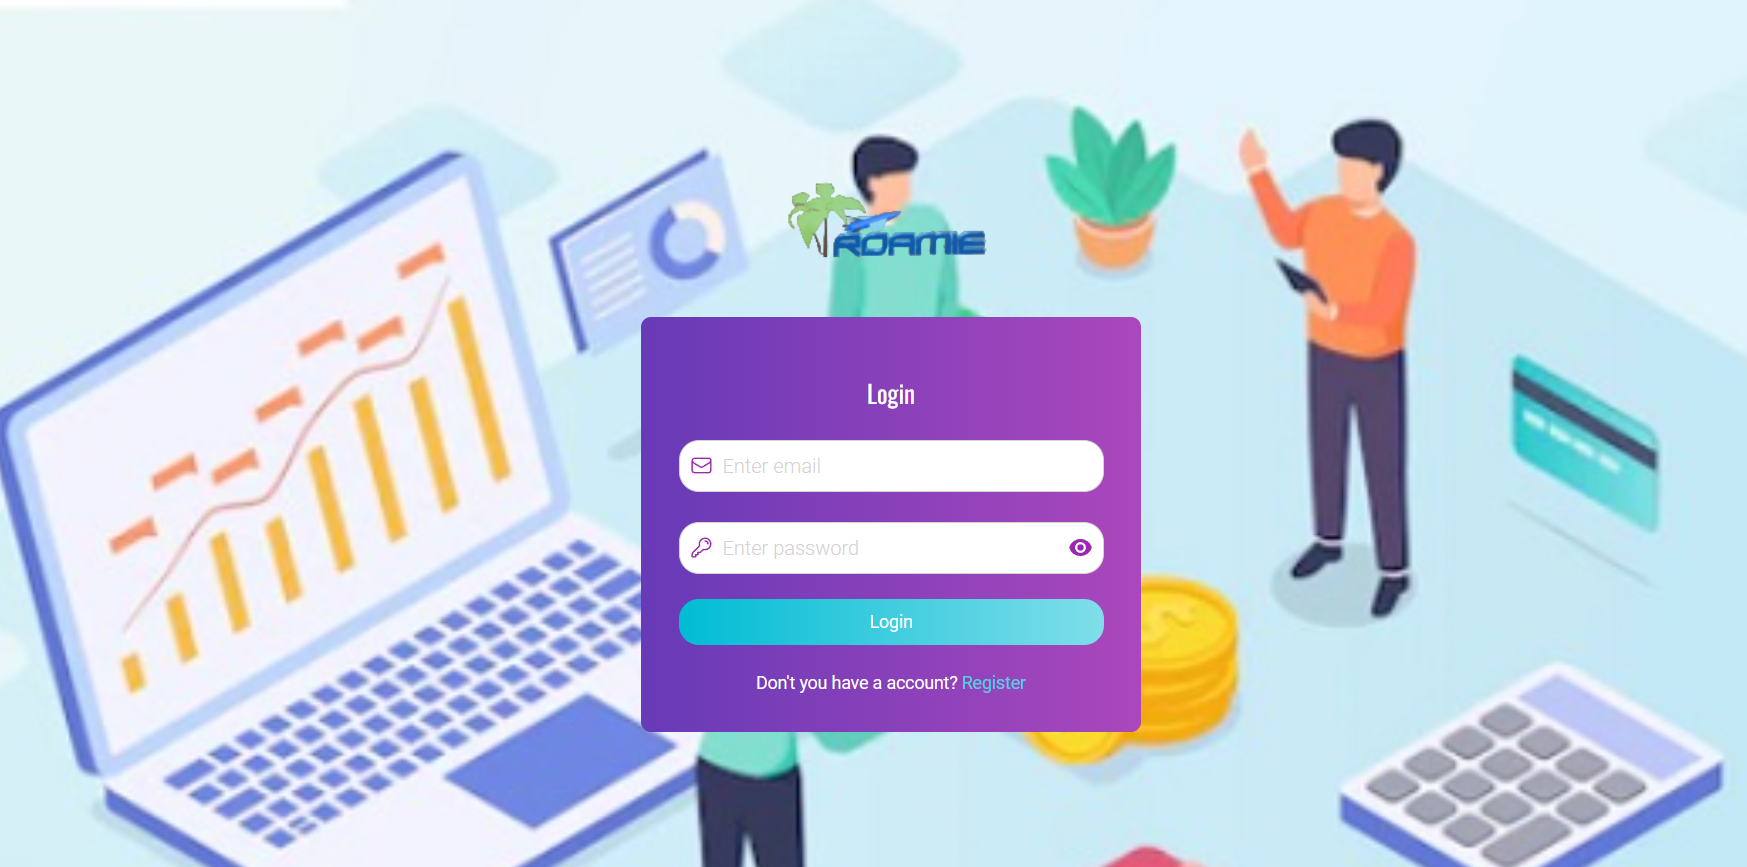 ROAMIE
Login
Enter email
Enter password
Login
Don't you have a account? Register